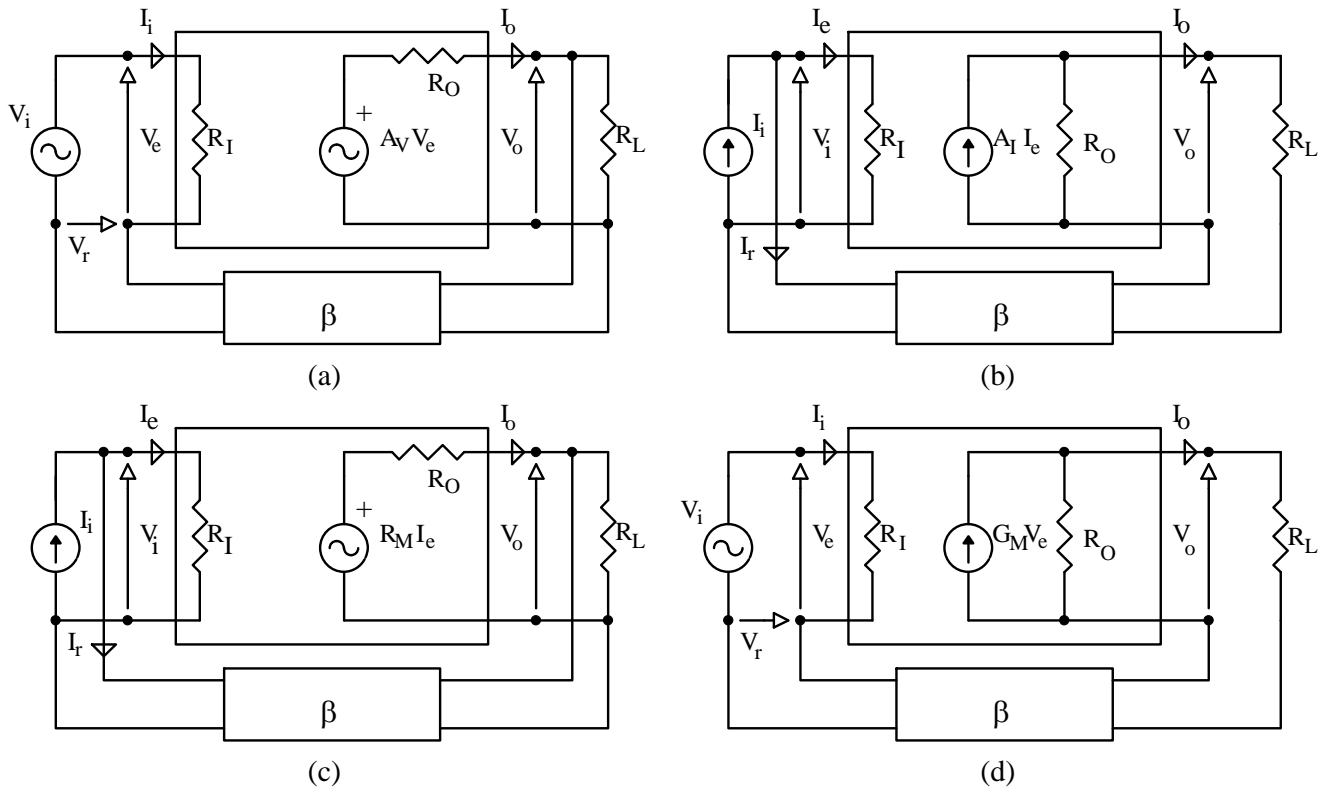 I_i I_o I_e I_o
R_O
V_i + I_i
V_e R_I A_V V_e V_o R_L V_i R_I A_I I_e R_O V_o R_L
V_r I_r
β β
(a) (b)
I_e I_o I_i I_o
R_O
I_i V_i R_I + R_M I_e V_o R_L V_i V_e R_I G_M V_e R_O V_o R_L
I_r V_r
β β
(c) (d)